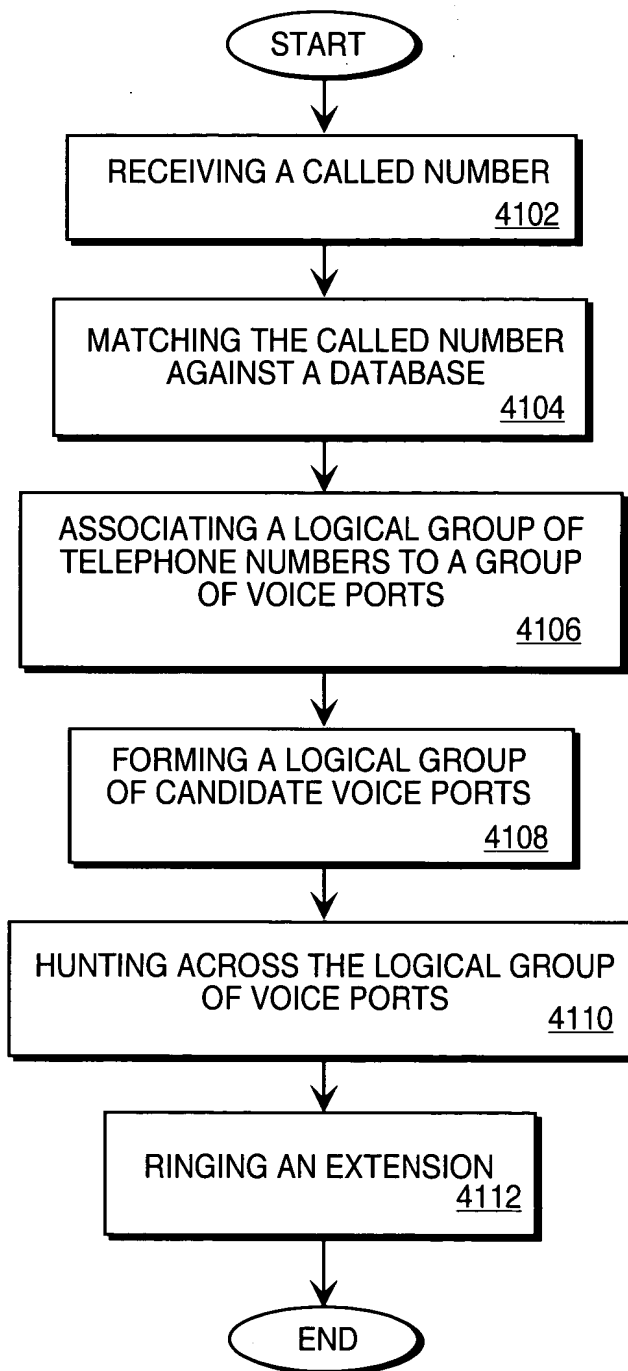 START
RECEIVING A CALLED NUMBER
4102
MATCHING THE CALLED NUMBER
AGAINST A DATABASE
4104
ASSOCIATING A LOGICAL GROUP OF
TELEPHONE NUMBERS TO A GROUP
OF VOICE PORTS
4106
FORMING A LOGICAL GROUP
OF CANDIDATE VOICE PORTS
4108
HUNTING ACROSS THE LOGICAL GROUP
OF VOICE PORTS
4110
RINGING AN EXTENSION
4112
END